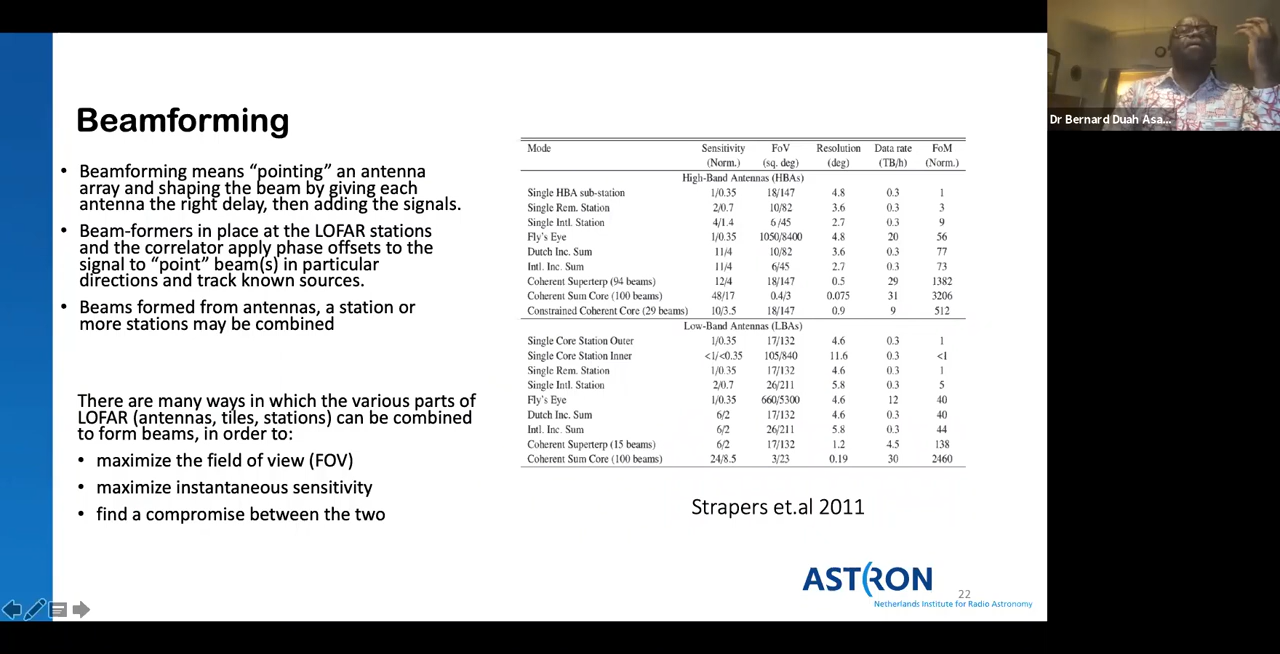 Beamforming
• Beamforming means “pointing” an antenna
array and shaping the beam by giving each
antenna the right delay, then adding the signals.
• Beam-formers in place at the LOFAR stations
and the correlator apply phase offsets to the
signal to “point” beam(s) in particular
directions and track known sources.
• Beams formed from antennas, a station or
more stations may be combined
There are many ways in which the various parts of
LOFAR (antennas, tiles, stations) can be combined
to form beams, in order to:
• maximize the field of view (FOV)
• maximize instantaneous sensitivity
• find a compromise between the two
Mode Sensitivity FoV Resolution Data rate FoM
(Norm.) (sq. deg) (deg) (TB/h) (Norm.)
High-Band Antennas (HBAs)
Single HBA sub-station 1/0.35 18/147 4.8 0.3 1
Single Rem. Station 2/0.7 10/82 3.6 0.3 3
Single Intl. Station 4/1.4 6/45 2.7 0.3 9
Fly's Eye 1/0.35 1050/8400 4.8 20 56
Dutch Inc. Sum 11/4 10/82 3.6 0.3 77
Intl. Inc. Sum 11/4 6/45 2.7 0.3 73
Coherent Superterp (94 beams) 12/4 18/147 0.5 29 1382
Coherent Sum Core (100 beams) 48/17 0.4/3 0.075 31 3206
Constrained Coherent Core (29 beams) 10/3.5 18/147 0.9 9 512
Low-Band Antennas (LBAs)
Single Core Station Outer 1/0.35 17/132 4.6 0.3 1
Single Core Station Inner <1/<0.35 105/840 11.6 0.3 <1
Single Rem. Station 1/0.35 17/132 4.6 0.3 1
Single Intl. Station 2/0.7 26/211 5.8 0.3 5
Fly's Eye 1/0.35 660/5300 4.6 12 40
Dutch Inc. Sum 6/2 17/132 4.6 0.3 40
Intl. Inc. Sum 6/2 26/211 5.8 0.3 44
Coherent Superterp (15 beams) 6/2 17/132 1.2 4.5 138
Coherent Sum Core (100 beams) 24/8.5 3/23 0.19 30 2460
Strapers et.al 2011
ASTRON
22
Netherlands Institute for Radio Astronomy
Dr Bernard Duah Asa...